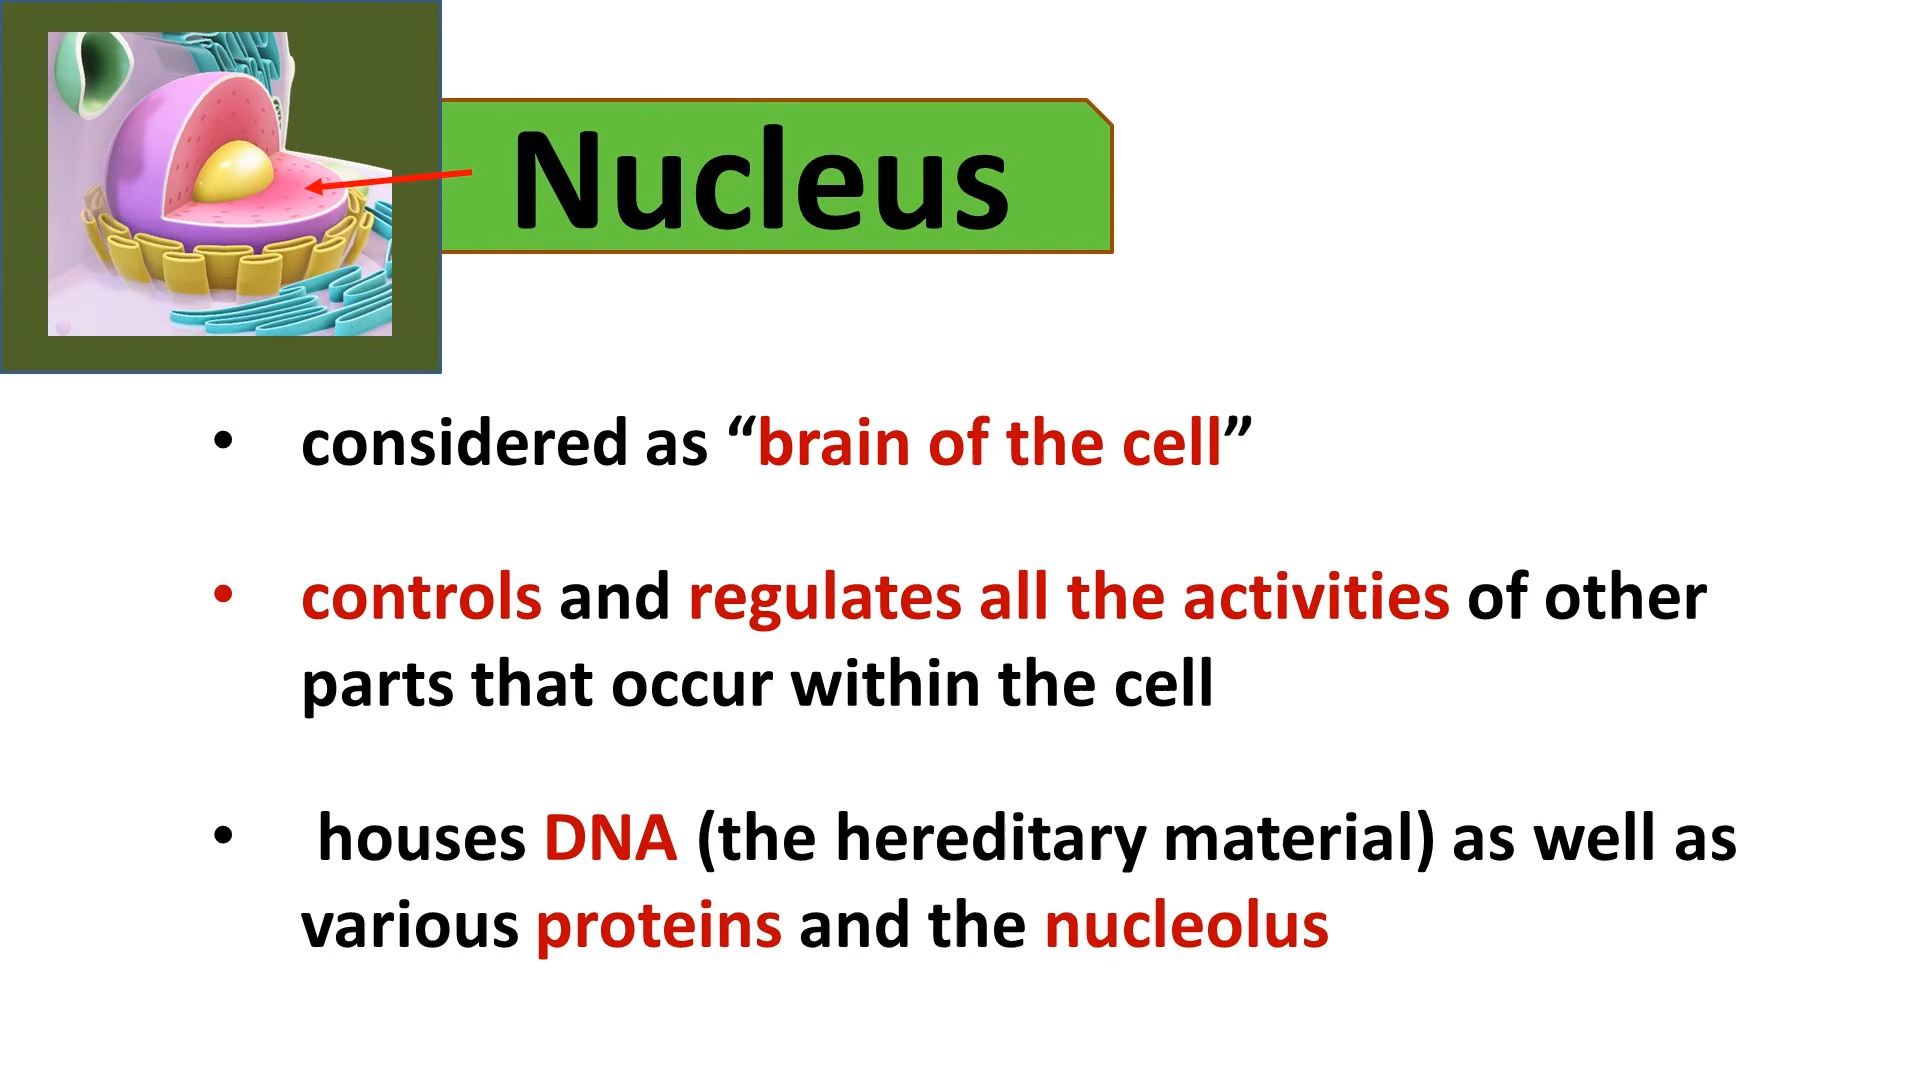 Nucleus
• considered as “brain of the cell”
• controls and regulates all the activities of other
parts that occur within the cell
• houses DNA (the hereditary material) as well as
various proteins and the nucleolus